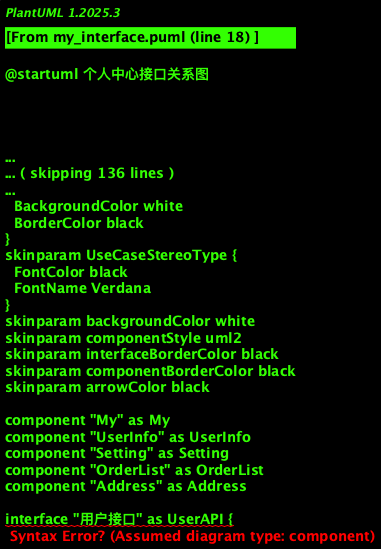 PlantUML 1.2025.3
[From my_interface.puml (line 18) ]
@startuml 个人中心接口关系图
...
... ( skipping 136 lines )
...
BackgroundColor white
BorderColor black
}
skinparam UseCaseStereoType {
FontColor black
FontName Verdana
}
skinparam backgroundColor white
skinparam componentStyle uml2
skinparam interfaceBorderColor black
skinparam componentBorderColor black
skinparam arrowColor black
component "My" as My
component "UserInfo" as UserInfo
component "Setting" as Setting
component "OrderList" as OrderList
component "Address" as Address
interface "用户接口" as UserAPI {
Syntax Error? (Assumed diagram type: component)